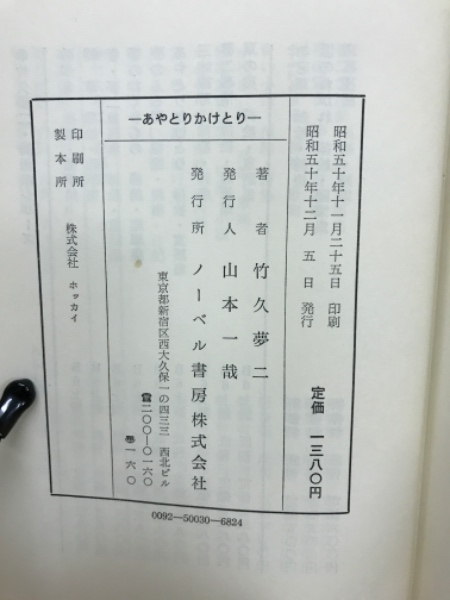 ―あやとりかけとり―
昭和五十年十一月二十五日 印刷
昭和五十年十二月 五 日 発行
定価 一三八〇円
著 者 竹久夢二
発行人 山本一哉
発行所 ノーベル書房株式会社
東京都新宿区西大久保一の四三三 西北ビル
☎二〇〇―〇一六〇
〒一六〇
印刷所
製本所
株式会社 ホッカイ
0092―50030―6824